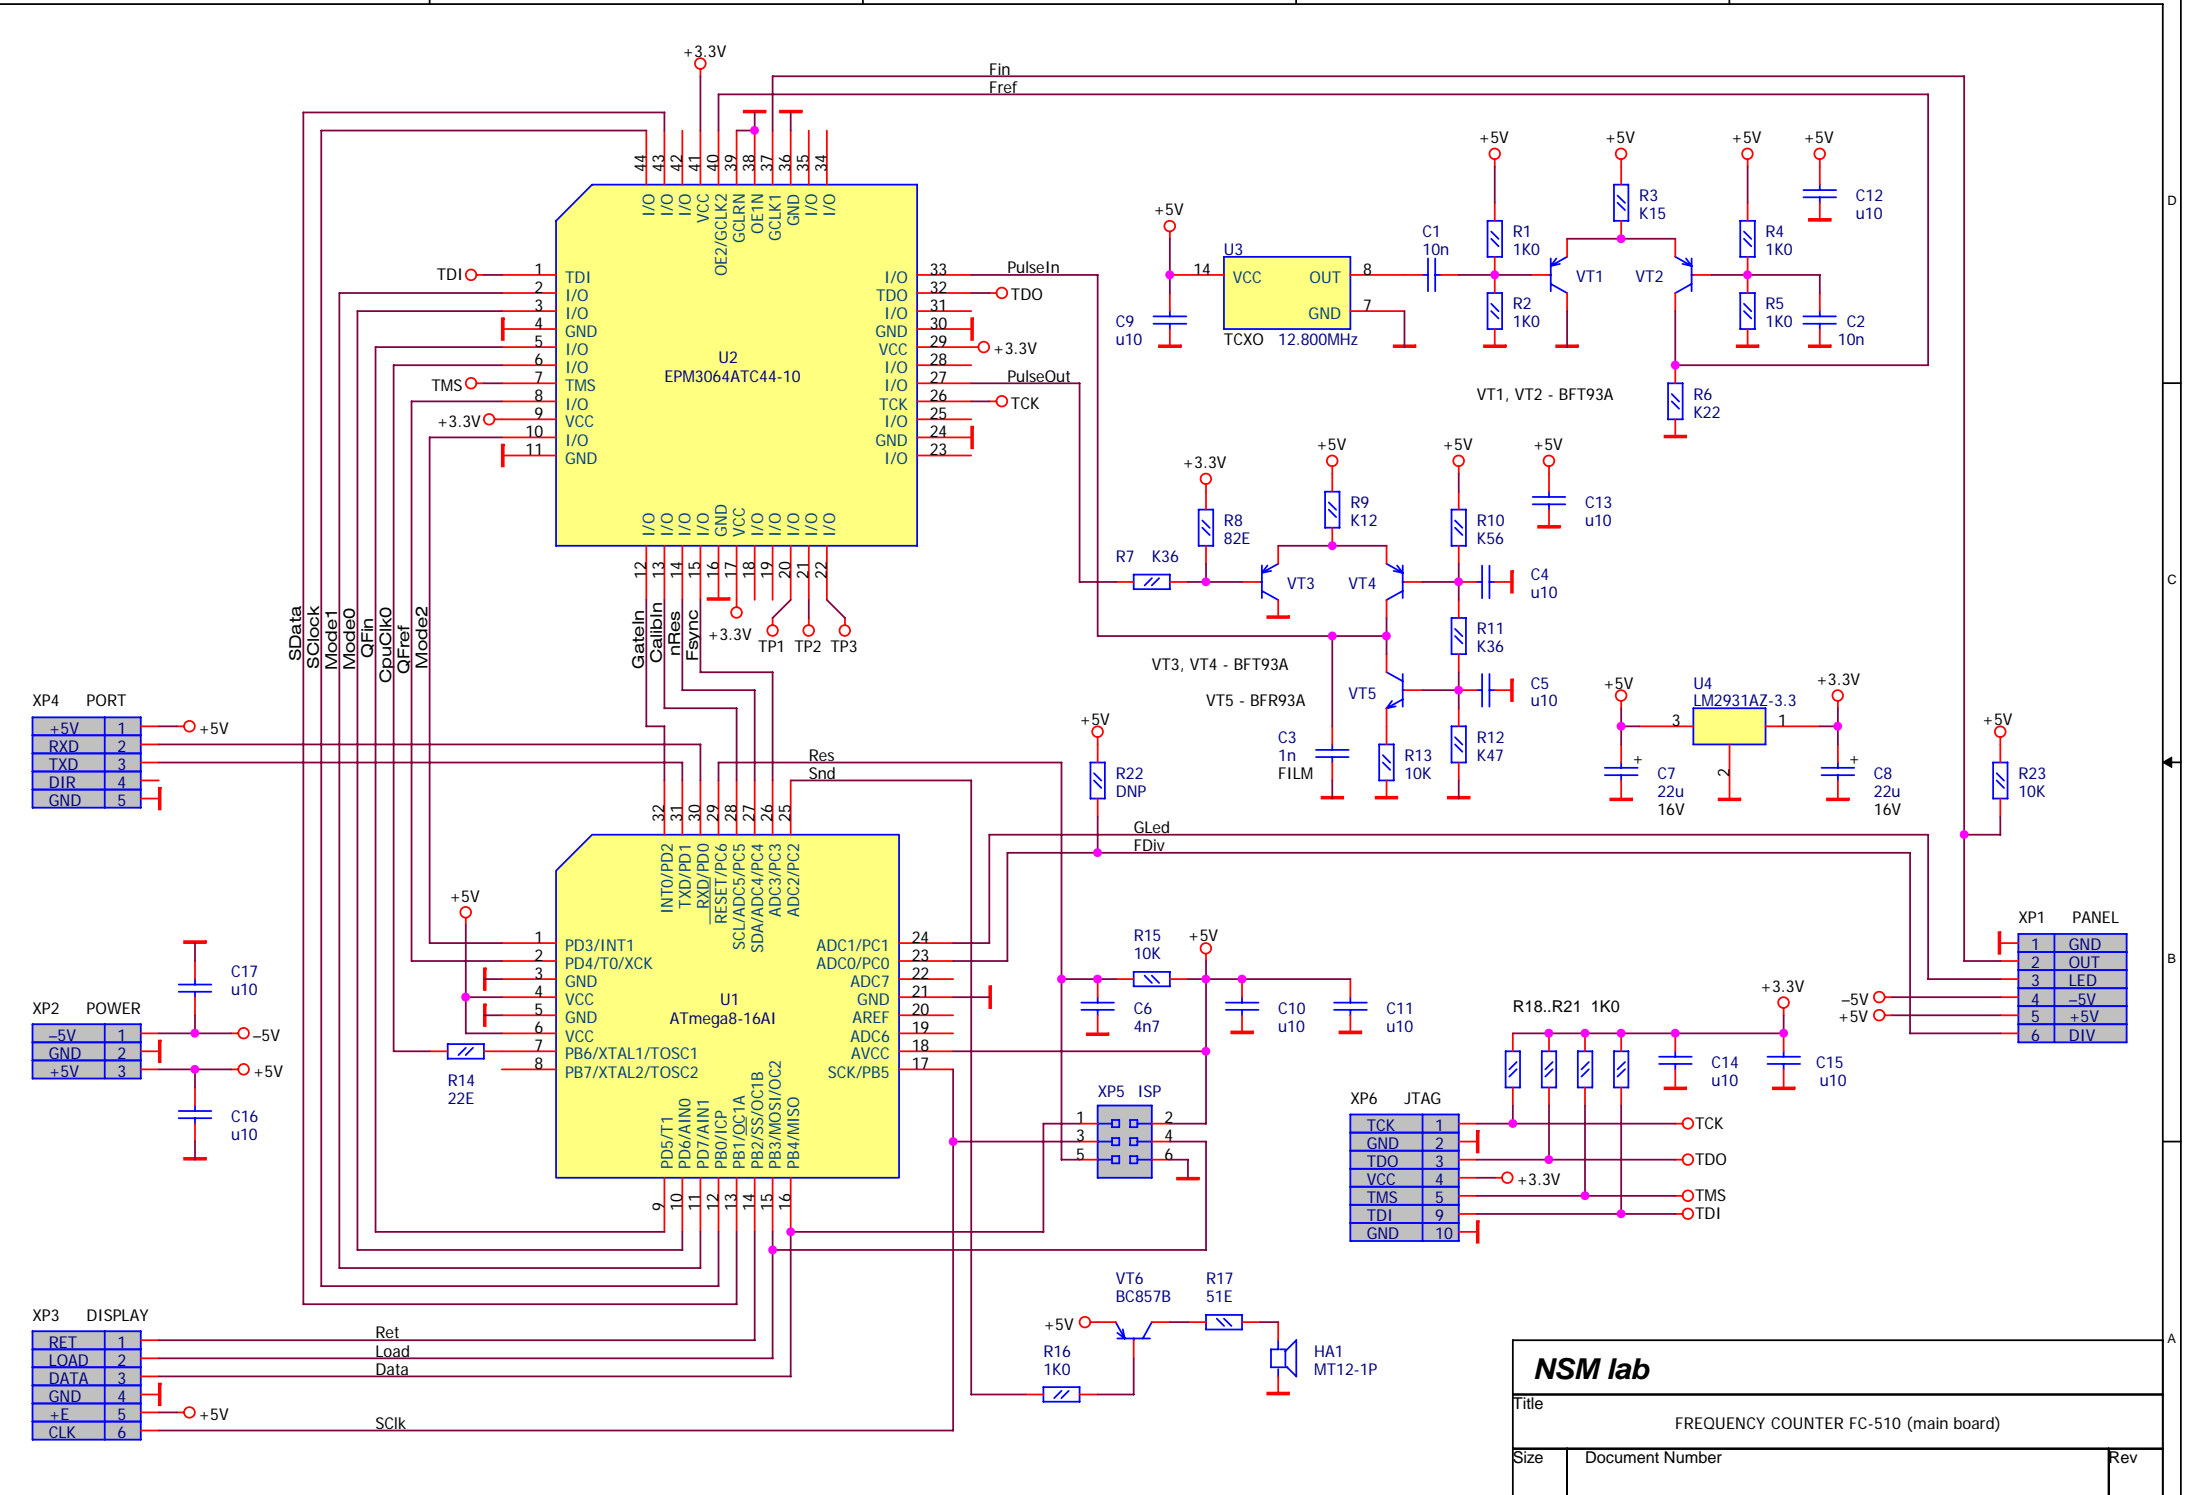 +3.3V
Fin
Fref
44 43 42 41 40 39 38 37 36 35 34
I/O I/O I/O VCC OE2/GCLK2 GCLRN OE1N GCLK1 GND I/O I/O
TDI 1 TDI
2 I/O
3 I/O
4 GND
5 I/O
6 I/O
TMS 7 TMS
8 I/O
+3.3V 9 VCC
10 I/O
11 GND
U2
EPM3064ATC44-10
I/O 33 PulseIn
TDO 32 TDO
I/O 31
GND 30
VCC 29 +3.3V
I/O 28
I/O 27 PulseOut
TCK 26 TCK
I/O 25
GND 24
I/O 23
I/O I/O I/O I/O GND VCC I/O I/O I/O I/O I/O
12 13 14 15 16 17 18 19 20 21 22
+3.3V
TP1 TP2 TP3
SData
SClock
Mode1
Mode0
QFin
CpuClk0
QFref
Mode2
GateIn
CalibIn
nRes
Fsync
+5V
U3
14 VCC OUT 8
GND 7
TCXO 12.800MHz
C9
u10
C1
10n
+5V +5V +5V +5V
R1
1K0
R2
1K0
R3
K15
VT1 VT2
R4
1K0
R5
1K0
C12
u10
C2
10n
R6
K22
VT1, VT2 - BFT93A
+3.3V +5V +5V +5V
R7 K36
R8
82E
R9
K12
VT3 VT4
R10
K56
C13
u10
C4
u10
R11
K36
VT3, VT4 - BFT93A
VT5 - BFR93A
VT5
C5
u10
C3
1n
FILM
R13
10K
R12
K47
+5V
U4
LM2931AZ-3.3
+3.3V
3 1
2
+
C7
22u
16V
+
C8
22u
16V
+5V
R23
10K
+5V
R22
DNP
XP4 PORT
+5V 1 +5V
RXD 2
TXD 3
DIR 4
GND 5
Res
Snd
GLed
FDiv
32 31 30 29 28 27 26 25
INT0/PD2 TXD/PD1 RXD/PD0 RESET/PC6 SCL/ADC5/PC5 SDA/ADC4/PC4 ADC3/PC3 ADC2/PC2
+5V
1 PD3/INT1
2 PD4/T0/XCK
3 GND
4 VCC
5 GND
6 VCC
7 PB6/XTAL1/TOSC1
8 PB7/XTAL2/TOSC2
R14
22E
U1
ATmega8-16AI
ADC1/PC1 24
ADC0/PC0 23
ADC7 22
GND 21
AREF 20
ADC6 19
AVCC 18
SCK/PB5 17
PD5/T1 PD6/AIN0 PD7/AIN1 PB0/ICP PB1/OC1A PB2/SS/OC1B PB3/MOSI/OC2 PB4/MISO
9 10 11 12 13 14 15 16
C17
u10
XP2 POWER
–5V 1 –5V
GND 2
+5V 3 +5V
C16
u10
R15
10K
+5V
C6
4n7
C10
u10
C11
u10
XP5 ISP
1 2
3 4
5 6
XP1 PANEL
1 GND
2 OUT
3 LED
–5V 4 –5V
+5V 5 +5V
6 DIV
R18..R21 1K0
+3.3V
C14
u10
C15
u10
XP6 JTAG
TCK 1 TCK
GND 2
TDO 3 TDO
VCC 4 +3.3V
TMS 5 TMS
TDI 9 TDI
GND 10
XP3 DISPLAY
RET 1 Ret
LOAD 2 Load
DATA 3 Data
GND 4
+E 5 +5V
CLK 6 SClk
VT6
BC857B
R17
51E
+5V
R16
1K0
HA1
MT12-1P
D
C
B
A
NSM lab
Title
FREQUENCY COUNTER FC-510 (main board)
Size Document Number Rev